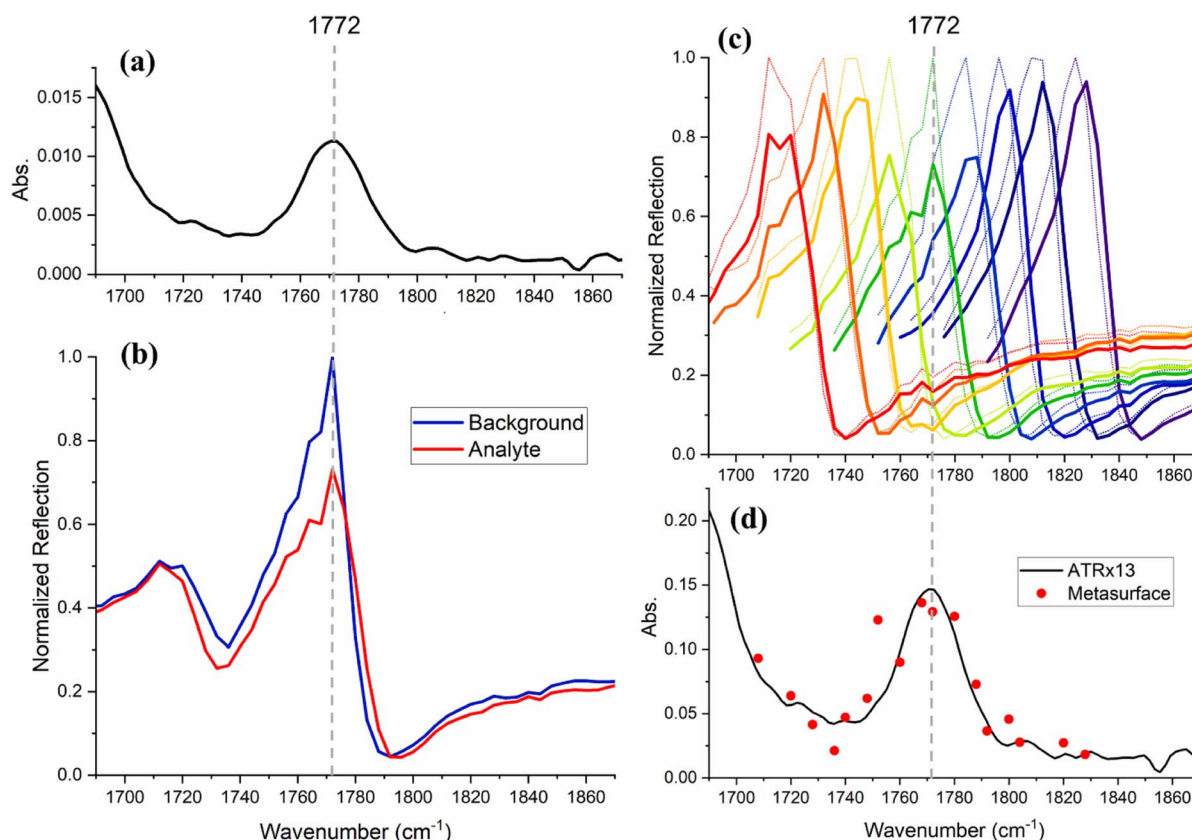 1772
(a)
0.015
0.010
0.005
0.000
Abs.
1700 1720 1740 1760 1780 1800 1820 1840 1860
(b)
1.0
0.8
0.6
0.4
0.2
0.0
Normalized Reflection
Background
Analyte
1700 1720 1740 1760 1780 1800 1820 1840 1860
Wavenumber (cm⁻¹)
1772
(c)
1.0
0.8
0.6
0.4
0.2
0.0
Normalized Reflection
1700 1720 1740 1760 1780 1800 1820 1840 1860
(d)
0.20
0.15
0.10
0.05
0.00
Abs.
ATRx13
Metasurface
1700 1720 1740 1760 1780 1800 1820 1840 1860
Wavenumber (cm⁻¹)